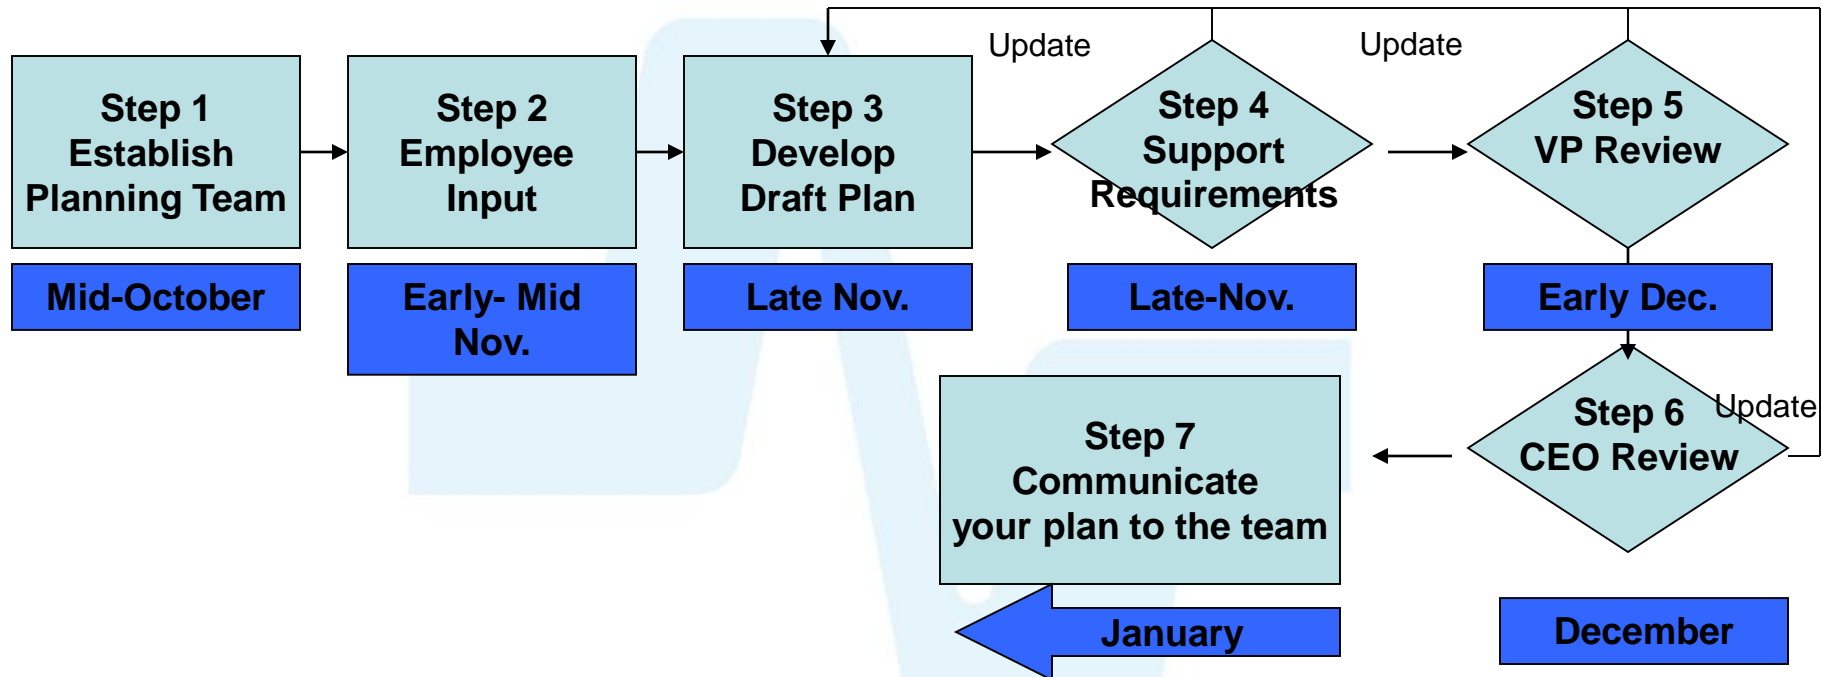 Update
Update
Step 1
Establish
Planning Team
Step 2
Employee
Input
Step 3
Develop
Draft Plan
Step 4
Support
Requirements
Step 5
VP Review
Mid-October
Early- Mid
Nov.
Late Nov.
Late-Nov.
Early Dec.
Step 6
CEO Review
Update
Step 7
Communicate
your plan to the team
January
December